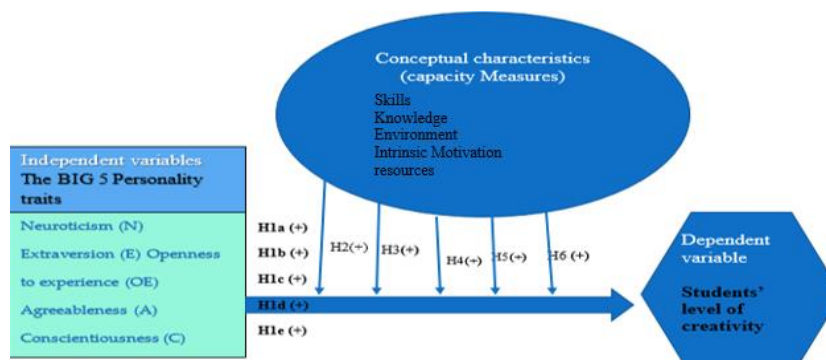 Conceptual characteristics
(capacity Measures)
Skills
Knowledge
Environment
Intrinsic Motivation
resources
Independent variables
The BIG 5 Personality
traits
Neuroticism (N)
Extraversion (E) Openness
to experience (OE)
Agreeableness (A)
Conscientiousness (C)
H1a (+)
H1b (+)
H1c (+)
H1d (+)
H1e (+)
H2(+)
H3(+)
H4(+)
H5(+)
H6 (+)
Dependent
variable
Students'
level of
creativity